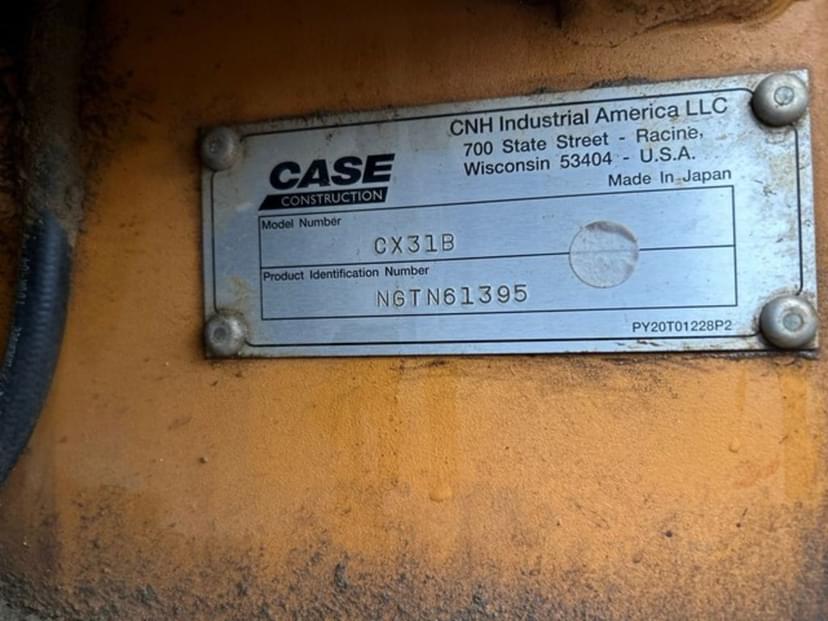 CNH Industrial America LLC
700 State Street - Racine,
Wisconsin 53404 - U.S.A.
Made In Japan
CASE
CONSTRUCTION
Model Number
CX31B
Product Identification Number
NGTN61395
PY20T01228P2